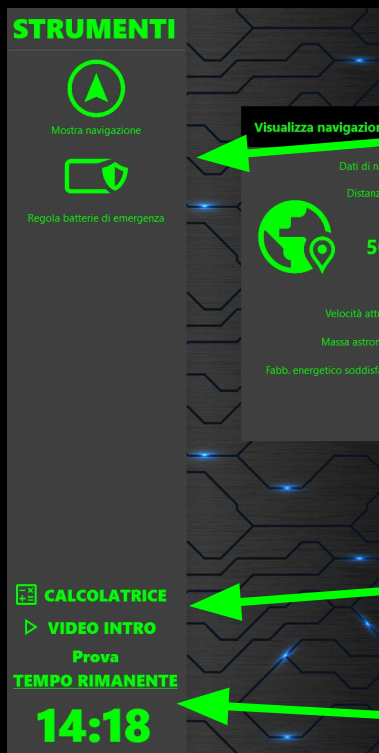 STRUMENTI
Mostra navigazione
Regola batterie di emergenza
Visualizza navigazion
Dati di n
Distanz
5
Velocità att
Massa astron
Fabb. energetico soddisfa
CALCOLATRICE
VIDEO INTRO
Prova
TEMPO RIMANENTE
14:18